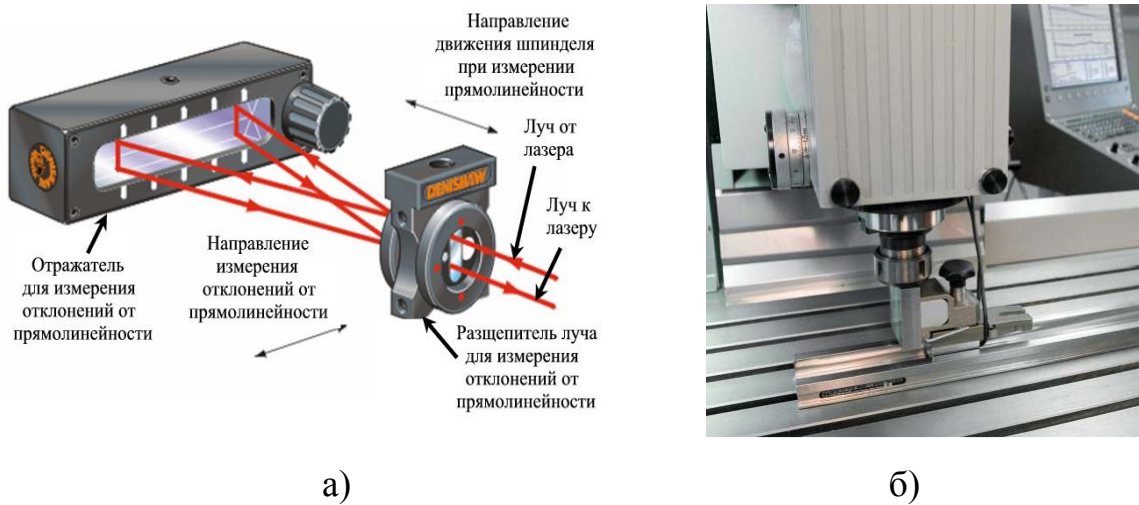 Направление
движения шпинделя
при измерении
прямолинейности
Луч от
лазера
Луч к
лазеру
RENISHAW
Отражатель
для измерения
отклонений от
прямолинейности
Направление
измерения
отклонений от
прямолинейности
Разщепитель луча
для измерения
отклонений от
прямолинейности
а)
б)